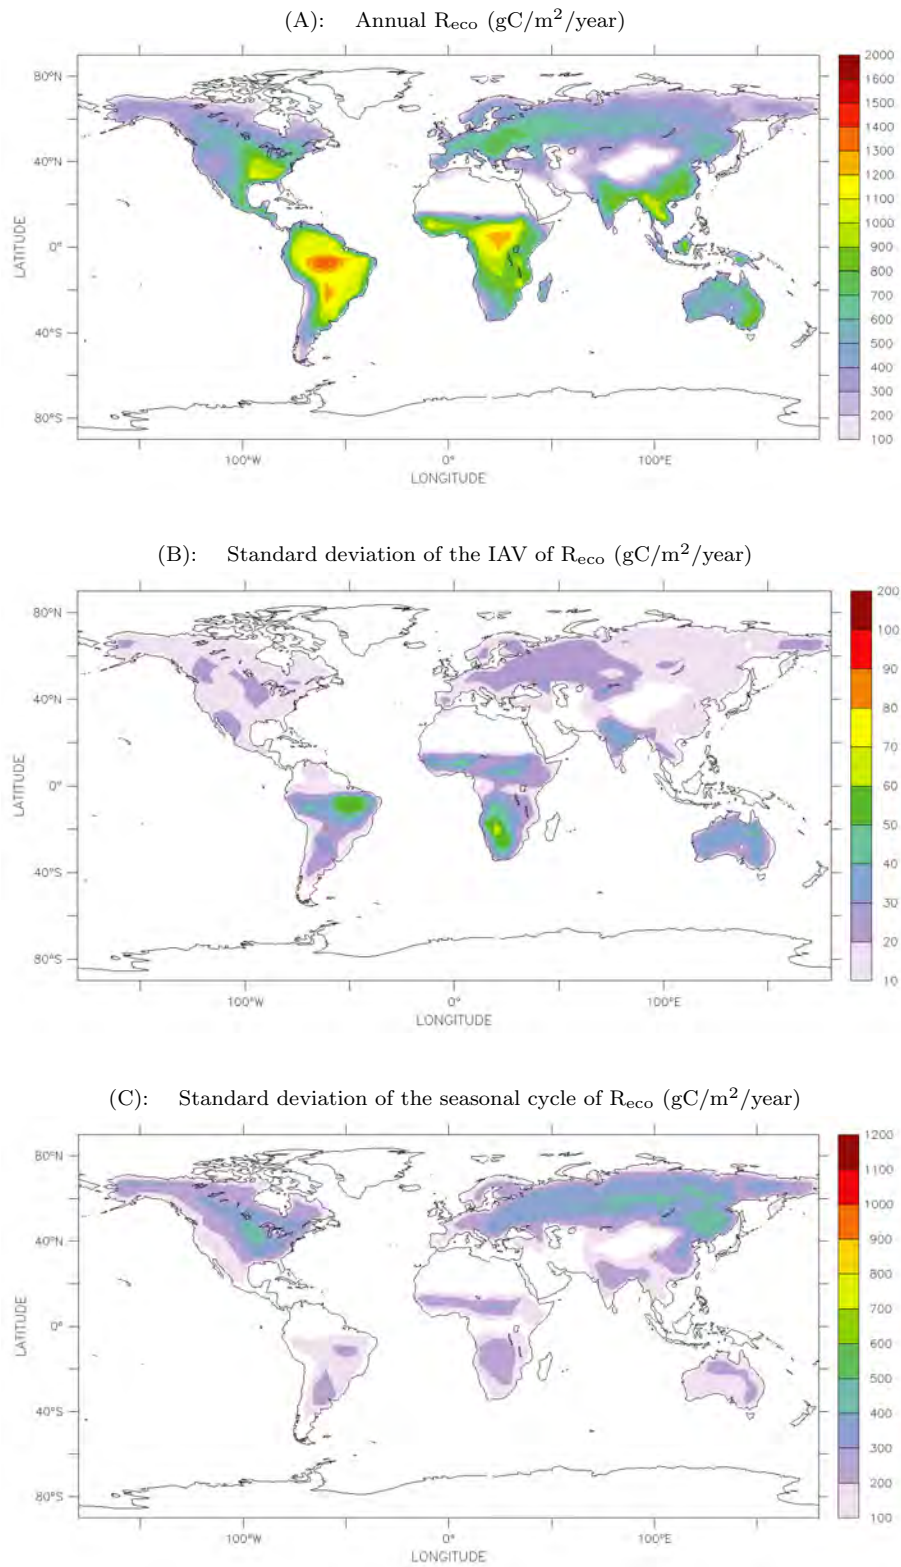 (A): Annual Reco (gC/m²/year)
80°N
40°N
0°
40°S
80°S
LATITUDE
100°W 0° 100°E
LONGITUDE
2000
1600
1500
1400
1300
1200
1100
1000
900
800
700
600
500
400
300
200
100
(B): Standard deviation of the IAV of Reco (gC/m²/year)
80°N
40°N
0°
40°S
80°S
LATITUDE
100°W 0° 100°E
LONGITUDE
200
100
90
80
70
60
50
40
30
20
10
(C): Standard deviation of the seasonal cycle of Reco (gC/m²/year)
80°N
40°N
0°
40°S
80°S
LATITUDE
100°W 0° 100°E
LONGITUDE
1200
1100
1000
900
800
700
600
500
400
300
200
100